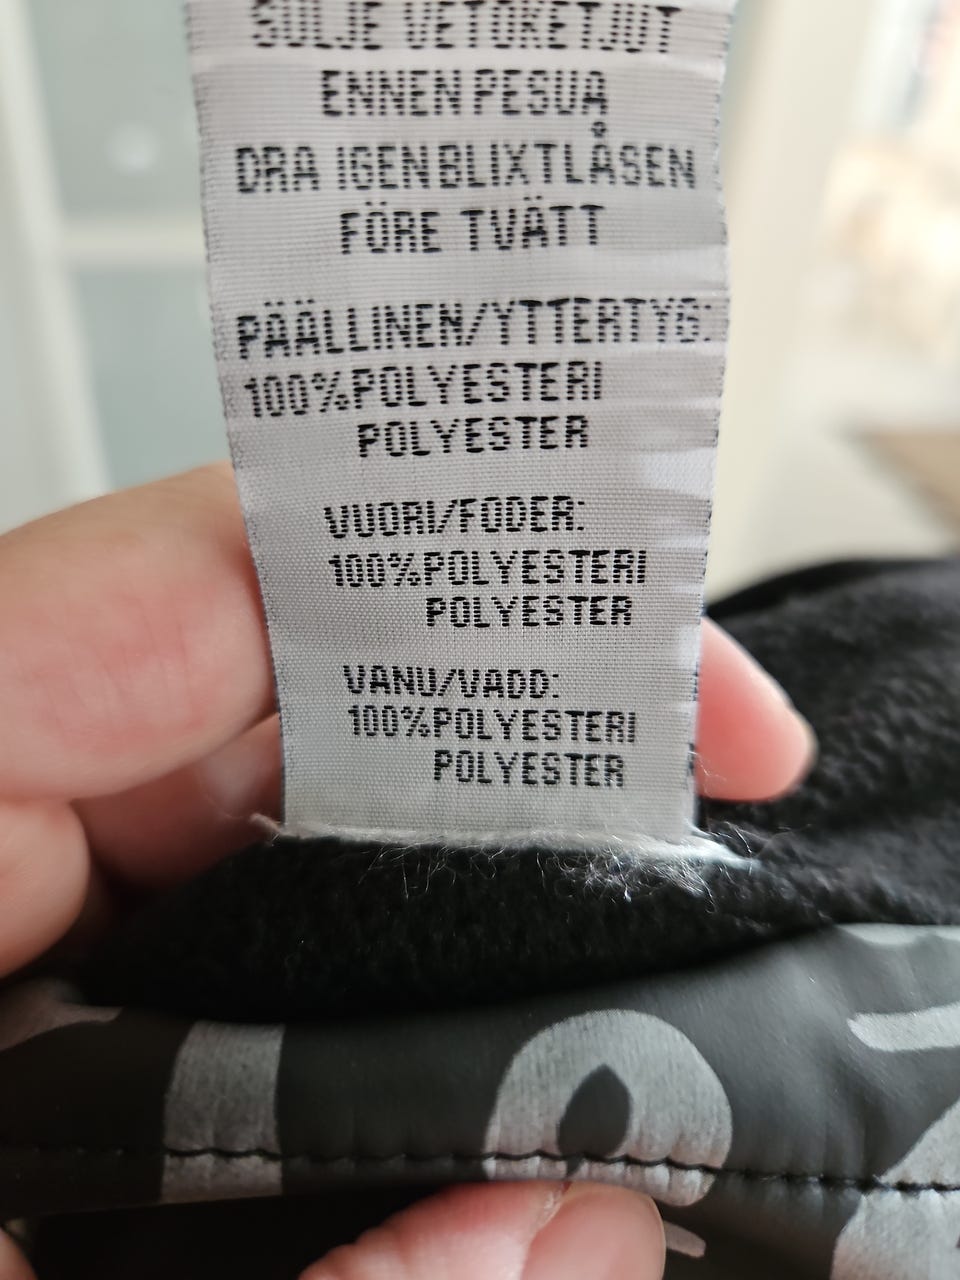 SULJE VETOKETJUT
ENNEN PESUA
DRA IGEN BLIXTLÅSEN
FÖRE TVÄTT
PÄÄLLINEN/YTTERTYG:
100%POLYESTERI
POLYESTER
VUORI/FODER:
100%POLYESTERI
POLYESTER
VANU/VADD:
100%POLYESTERI
POLYESTER